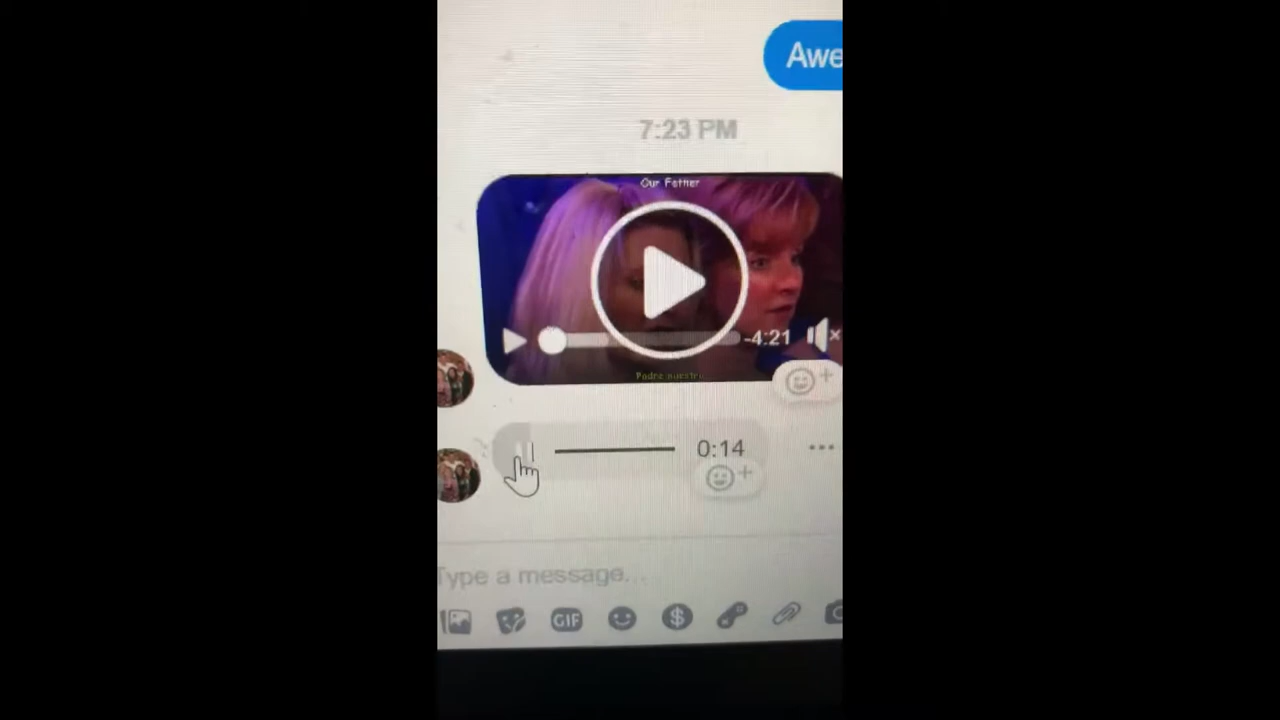 Awe
7:23 PM
Our Father
-4:21
Padre nuestro
0:14
Type a message...
GIF
$